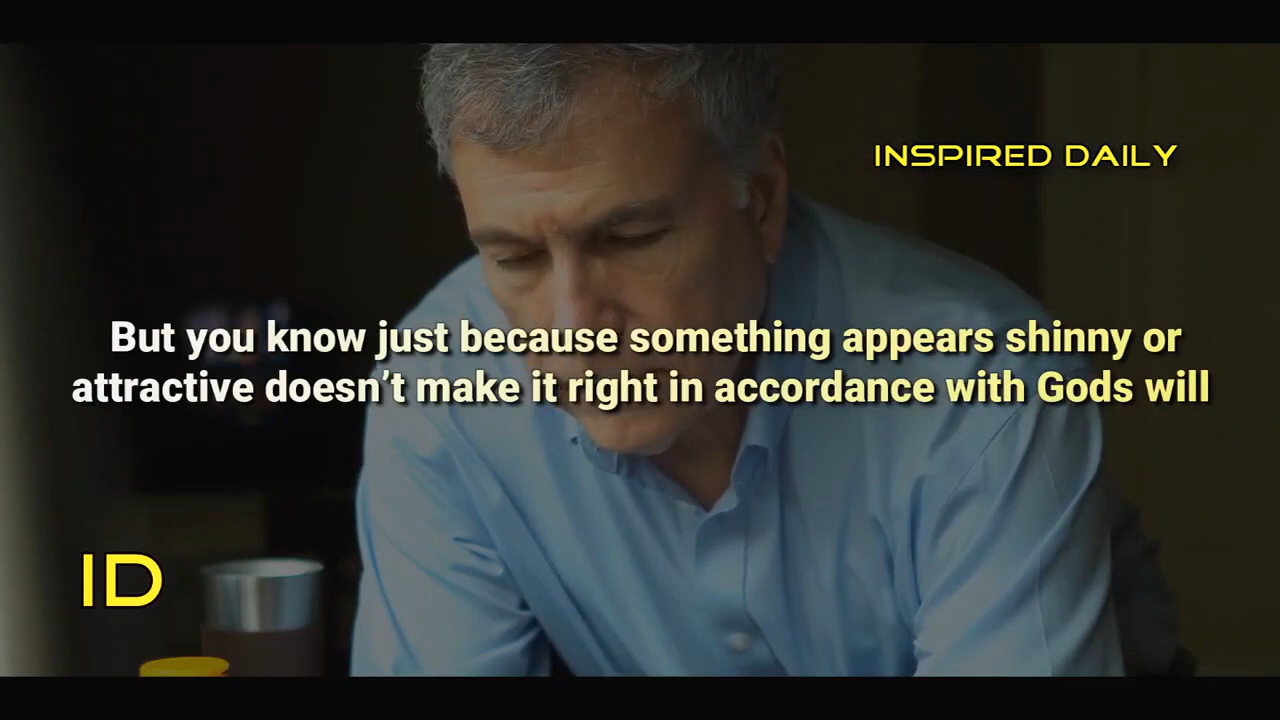 INSPIRED DAILY
But you know just because something appears shinny or
attractive doesn’t make it right in accordance with Gods will
ID